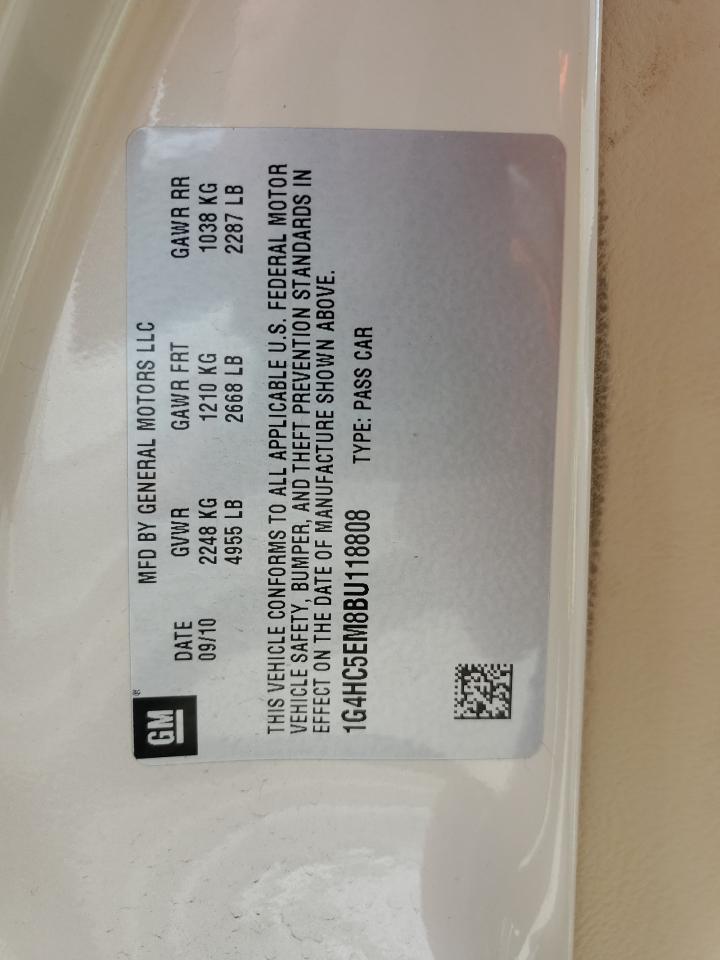 GM®
MFD BY GENERAL MOTORS LLC
DATE GVWR GAWR FRT GAWR RR
09/10 2248 KG 1210 KG 1038 KG
4955 LB 2668 LB 2287 LB
THIS VEHICLE CONFORMS TO ALL APPLICABLE U.S. FEDERAL MOTOR
VEHICLE SAFETY, BUMPER, AND THEFT PREVENTION STANDARDS IN
EFFECT ON THE DATE OF MANUFACTURE SHOWN ABOVE.
1G4HC5EM8BU118808 TYPE: PASS CAR